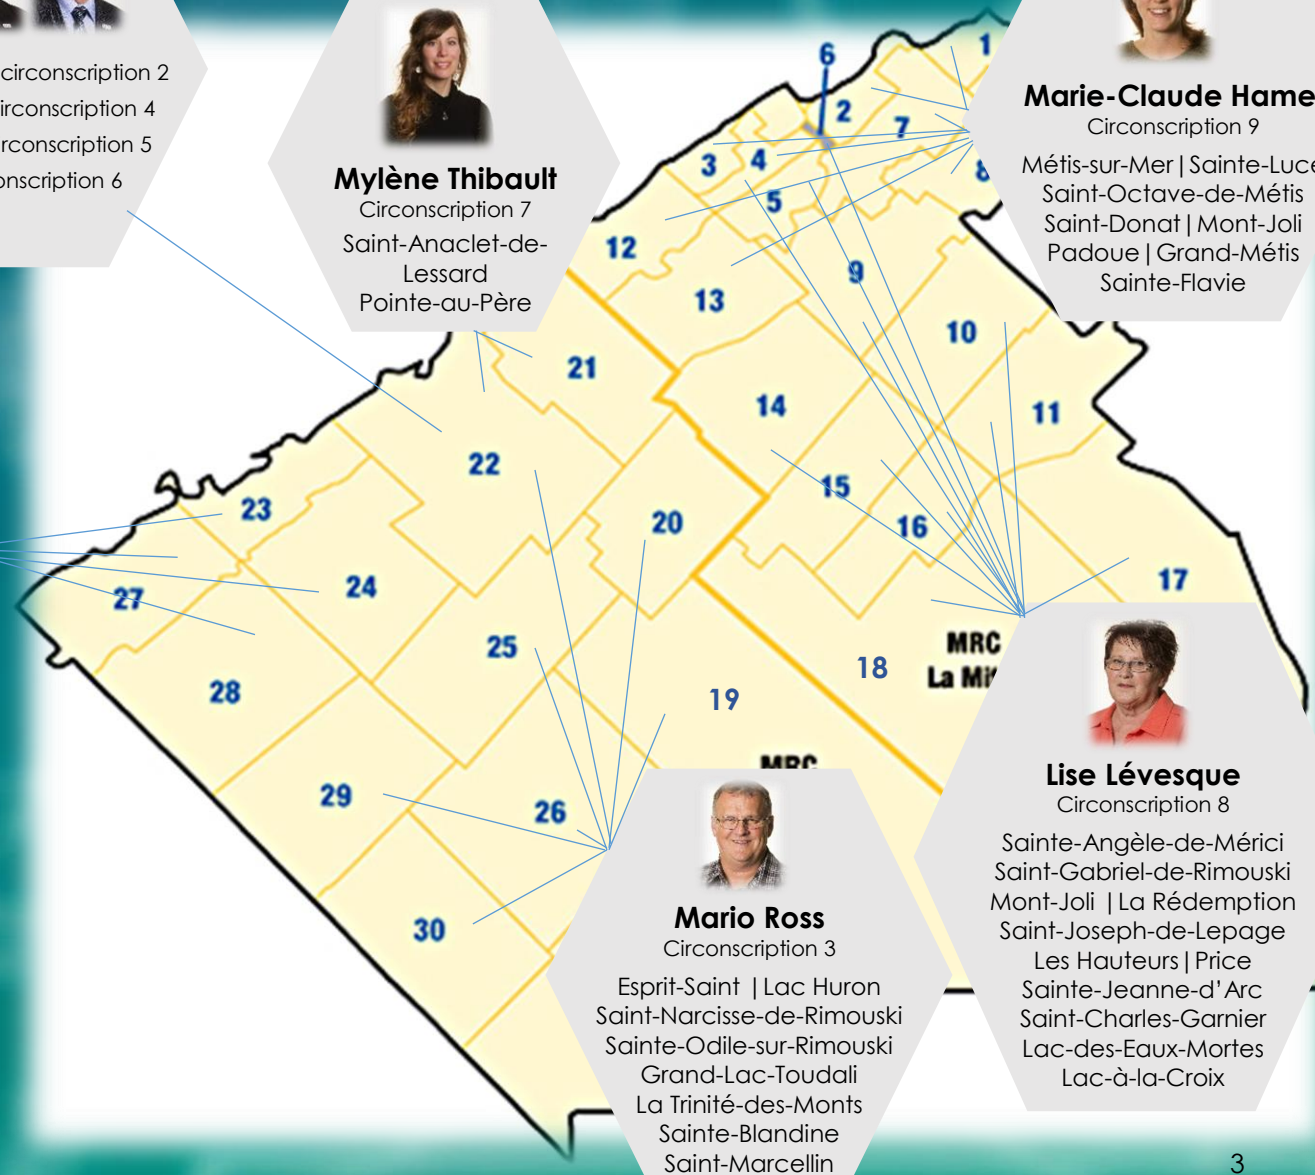 circonscription 2
circonscription 4
circonscription 5
circonscription 6
Mylène Thibault
Circonscription 7
Saint-Anaclet-de-
Lessard
Pointe-au-Père
Marie-Claude Hame
Circonscription 9
Métis-sur-Mer|Sainte-Luce
Saint-Octave-de-Métis
Saint-Donat|Mont-Joli
Padoue|Grand-Métis
Sainte-Flavie
1
6
2
7
3
4
8
5
12
9
13
10
21
14
11
22
15
23
20
16
24
17
27
25
MRC
La Mi
18
28
19
MRC
29
26
30
Mario Ross
Circonscription 3
Esprit-Saint |Lac Huron
Saint-Narcisse-de-Rimouski
Sainte-Odile-sur-Rimouski
Grand-Lac-Toudali
La Trinité-des-Monts
Sainte-Blandine
Saint-Marcellin
Lise Lévesque
Circonscription 8
Sainte-Angèle-de-Mérici
Saint-Gabriel-de-Rimouski
Mont-Joli |La Rédemption
Saint-Joseph-de-Lepage
Les Hauteurs|Price
Sainte-Jeanne-d’Arc
Saint-Charles-Garnier
Lac-des-Eaux-Mortes
Lac-à-la-Croix
3